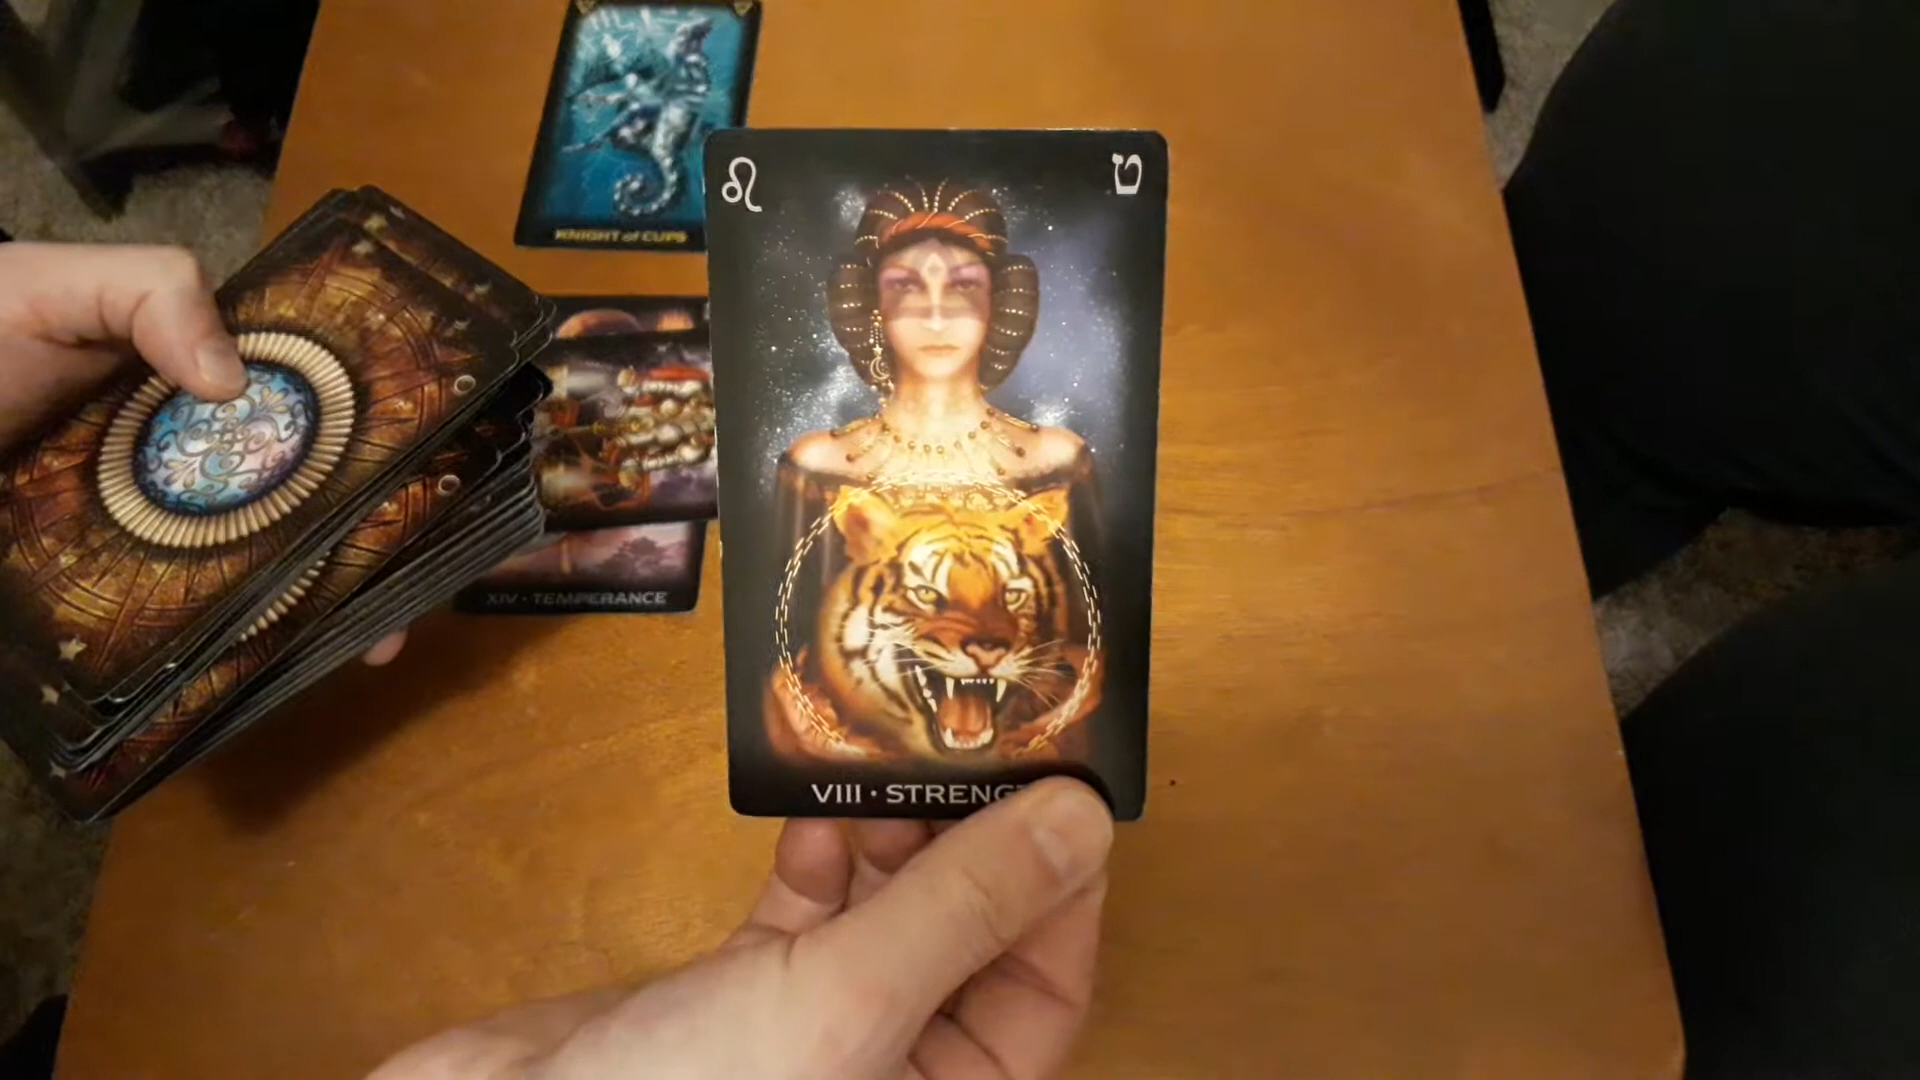 KNIGHT of CUPS
♌ ט
XIV • TEMPERANCE
VIII • STRENG